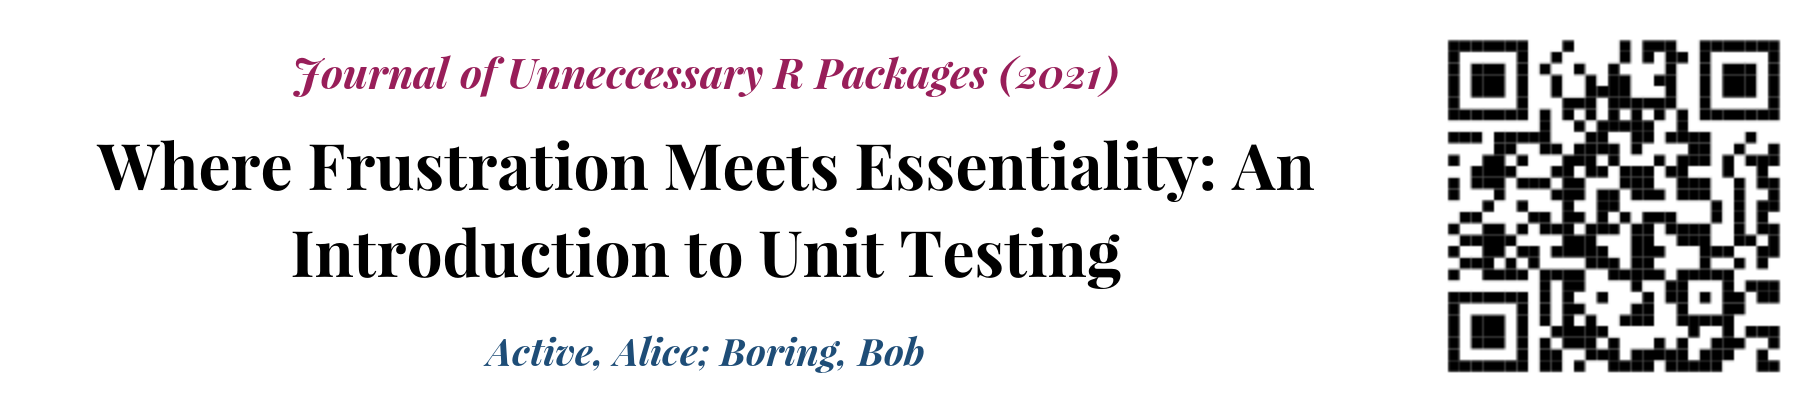 Journal of Unneccessary R Packages (2021)
Where Frustration Meets Essentiality: An
Introduction to Unit Testing
Active, Alice; Boring, Bob